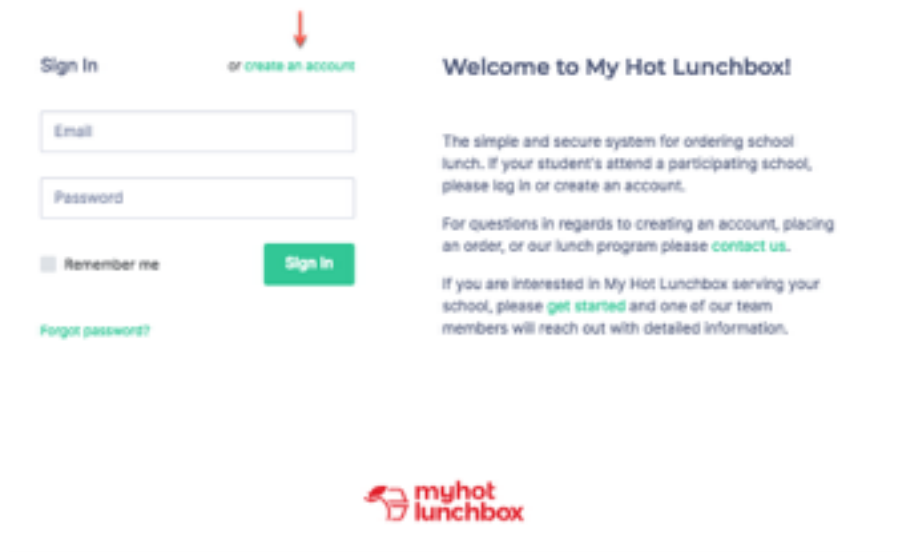 Sign In
or create an account
Email
Password
Remember me
Sign In
Forgot password?
Welcome to My Hot Lunchbox!
The simple and secure system for ordering school
lunch. If your student's attend a participating school,
please log in or create an account.
For questions in regards to creating an account, placing
an order, or our lunch program please contact us.
If you are interested in My Hot Lunchbox serving your
school, please get started and one of our team
members will reach out with detailed information.
myhot
lunchbox